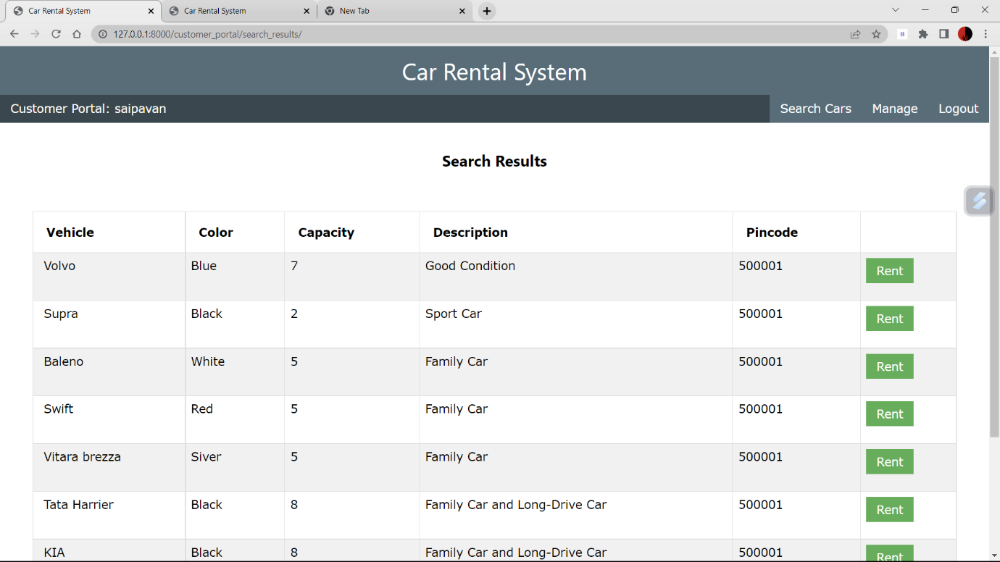 Car Rental System
Car Rental System
New Tab
127.0.0.1:8000/customer_portal/search_results/
B
Car Rental System
Customer Portal: saipavan
Search Cars Manage Logout
Search Results
Vehicle Color Capacity Description Pincode
Volvo Blue 7 Good Condition 500001 Rent
Supra Black 2 Sport Car 500001 Rent
Baleno White 5 Family Car 500001 Rent
Swift Red 5 Family Car 500001 Rent
Vitara brezza Siver 5 Family Car 500001 Rent
Tata Harrier Black 8 Family Car and Long-Drive Car 500001 Rent
KIA Black 8 Family Car and Long-Drive Car 500001 Rent